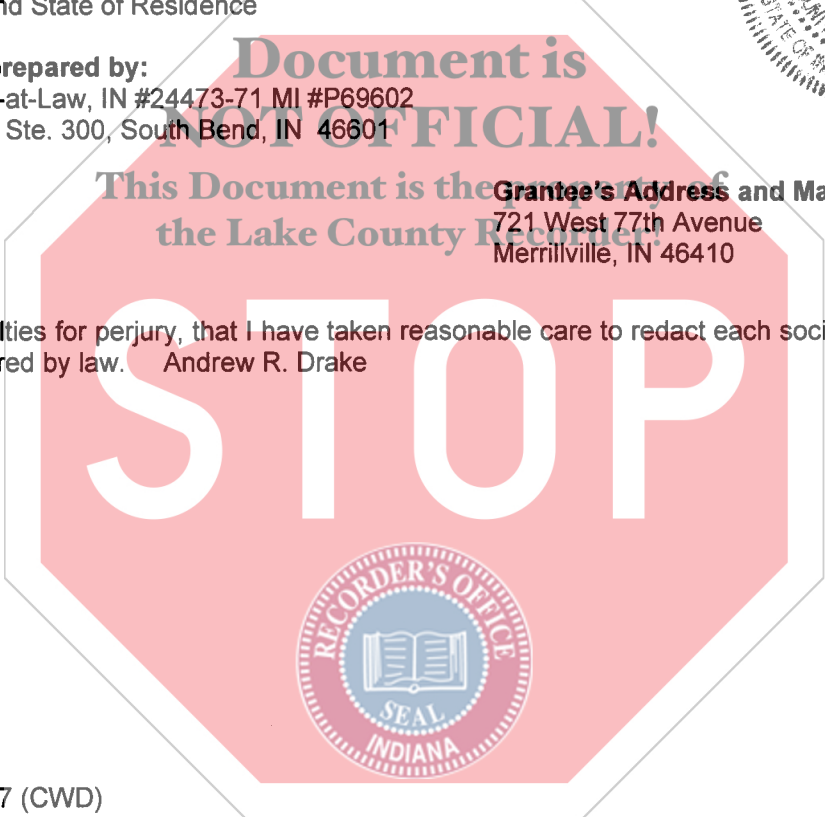 nd State of Residence
Document is
repared by:
-at-Law, IN #24473-71 MI #P69602
NOT OFFICIAL!
Ste. 300, South Bend, IN 46601
This Document is the property of
Grantee's Address and Ma
the Lake County Recorder!
721 West 77th Avenue
Merrillville, IN 46410
lties for perjury, that I have taken reasonable care to redact each soci
red by law. Andrew R. Drake
STOP
RECORDER'S OFFICE
SEAL
INDIANA
7 (CWD)
STATE OF